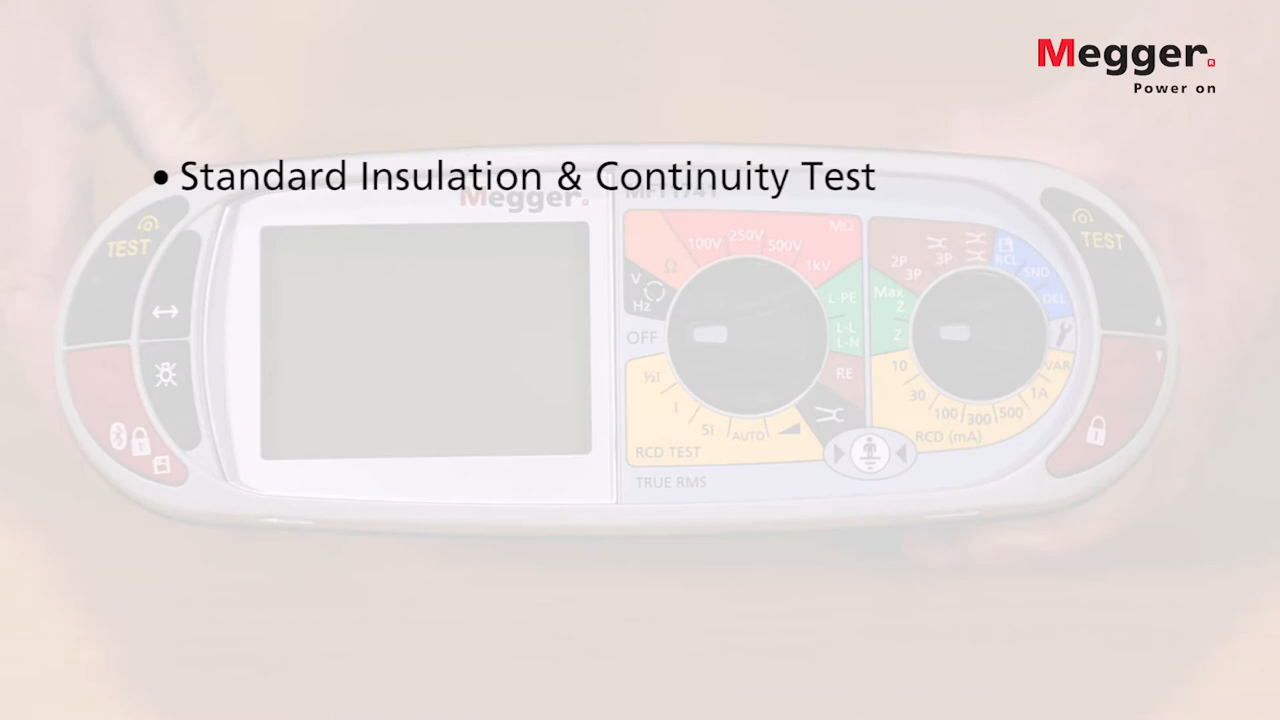 Megger.
Power on
• Standard Insulation & Continuity Test
Megger.
MFT1741
TEST
V
Hz
OFF
Ω
100V
250V
500V
1kV
MΩ
L PE
L-L
L-N
RE
½I
I
5I
AUTO
RCD TEST
TRUE RMS
2P
3P
3P
RCL
SND
DEL
Max
Z
Z
10
30
100
300
500
1A
VAR
RCD (mA)
TEST